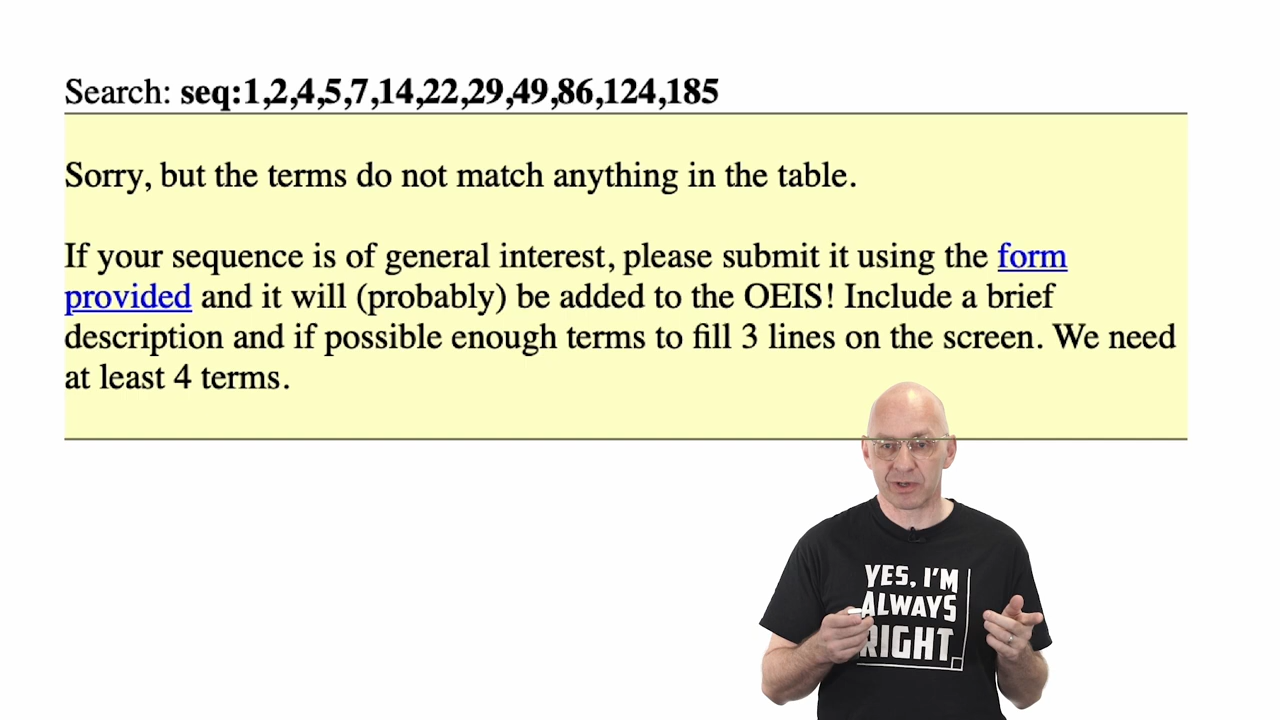 Search: seq:1,2,4,5,7,14,22,29,49,86,124,185
Sorry, but the terms do not match anything in the table.
If your sequence is of general interest, please submit it using the form
provided and it will (probably) be added to the OEIS! Include a brief
description and if possible enough terms to fill 3 lines on the screen. We need
at least 4 terms.
YES, I'M
ALWAYS
RIGHT